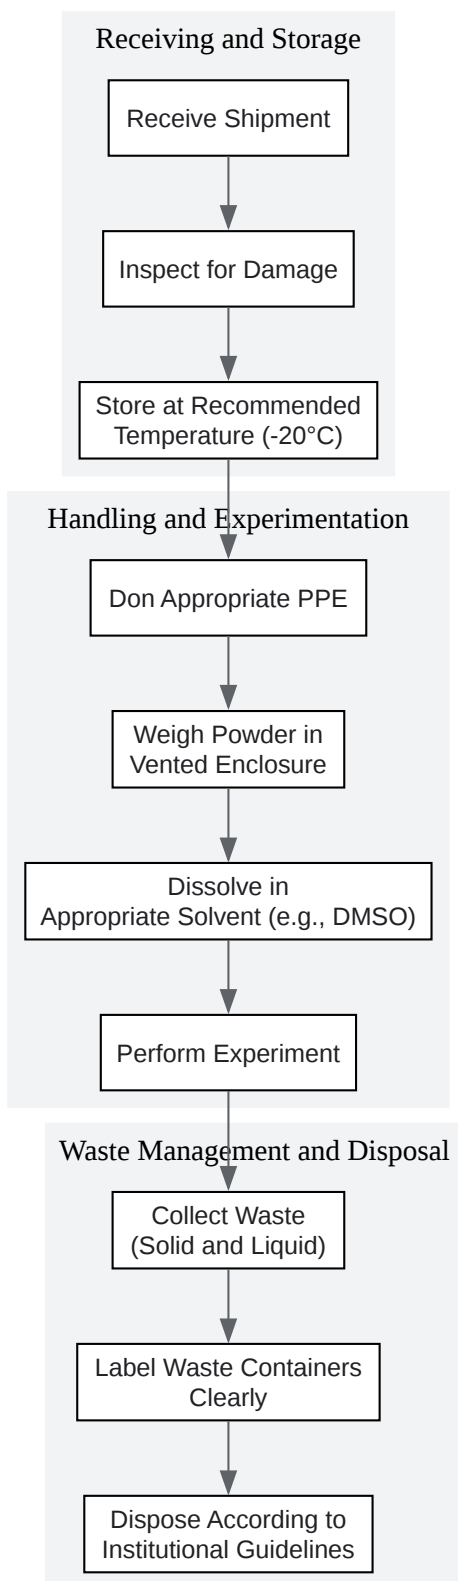 Receiving and Storage
Receive Shipment
Inspect for Damage
Store at Recommended
Temperature (-20°C)
Handling and Experimentation
Don Appropriate PPE
Weigh Powder in
Vented Enclosure
Dissolve in
Appropriate Solvent (e.g., DMSO)
Perform Experiment
Waste Management and Disposal
Collect Waste
(Solid and Liquid)
Label Waste Containers
Clearly
Dispose According to
Institutional Guidelines